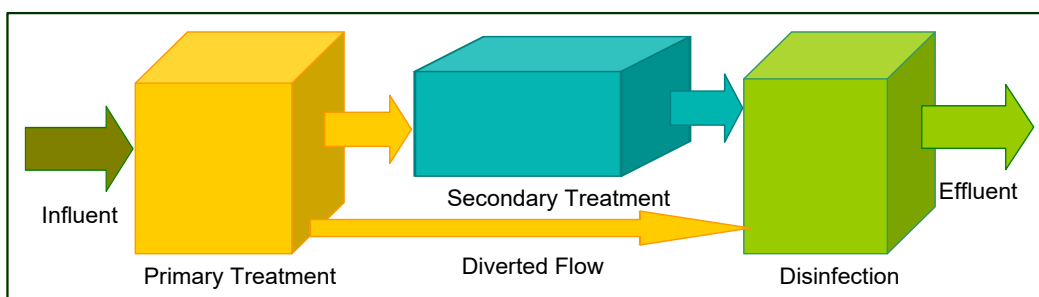 Influent
Primary Treatment
Secondary Treatment
Diverted Flow
Disinfection
Effluent